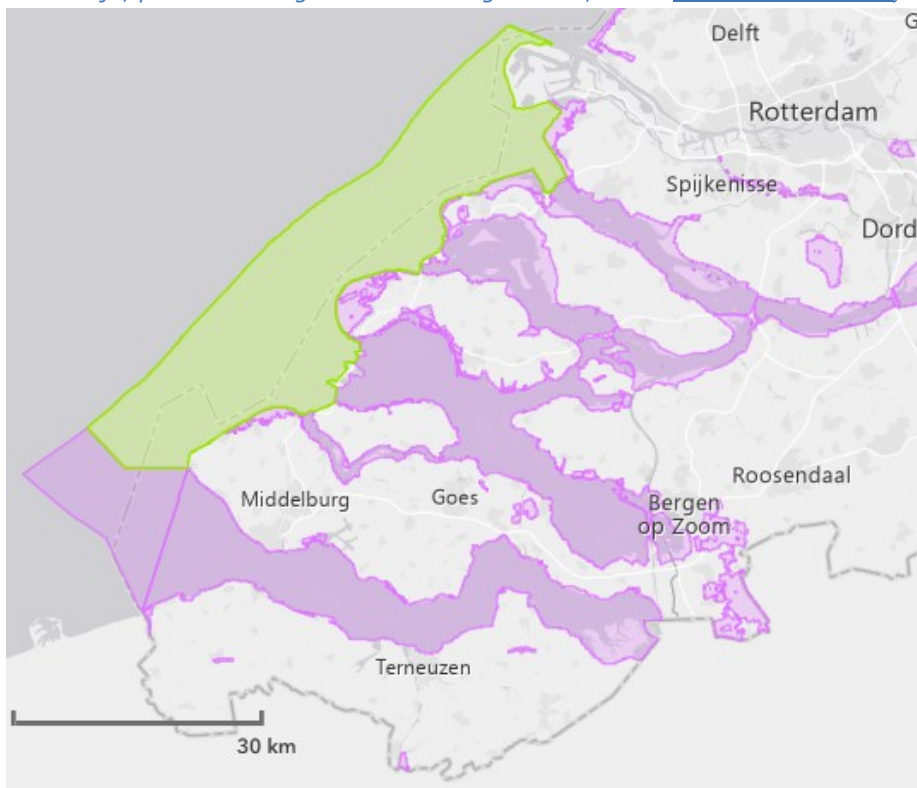 Delft
G
Rotterdam
Spijkenisse
Dord
Roosendaal
Middelburg
Goes
Bergen
op Zoom
Terneuzen
30 km